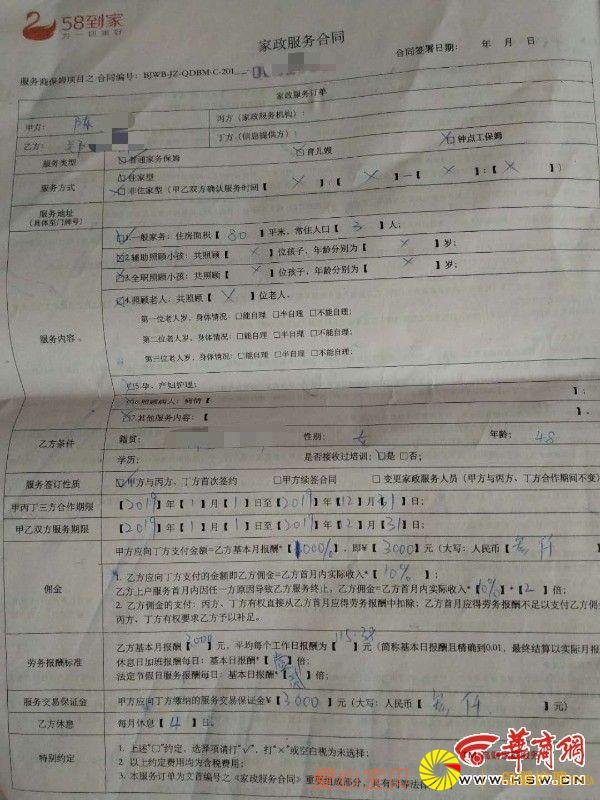 58到家
家政服务合同
合同签署日期： 年 月 日
服务商保姆项目之 合同编号：BJWB-JZ-QDBM-C-201
家政服务订单
甲方： 丙方（家政服务机构）：
乙方： 丁方（信息提供方）：
服务类型 普通家务保姆 育儿嫂 钟点工保姆
服务方式 □住家型
□非住家型（甲乙双方确认服务时间【×】:【×】—【×】:【×】）
服务地址
（具体至门牌号）
1.一般家务：住房面积【80】平米，常住人口【3】人；
2.辅助照顾小孩：共照顾【×】位孩子，年龄分别为【×】岁；
3.全职照顾小孩：共照顾【×】位孩子，年龄分别为【×】岁；
4.照顾老人：共照顾【×】位老人。
第一位老人岁，身体情况：□能自理 □半自理 □不能自理；
第二位老人岁，身体情况：□能自理 □半自理 □不能自理；
第三位老人岁，身体情况：□能自理 □半自理 □不能自理；
服务内容
5.孕、产妇护理：
6.照顾病人：病情【 】；
7.其他服务内容：【 】。
乙方条件 籍贯： 性别：女 年龄：48
学历： 是否接收过培训：□是 □否；
服务签订性质 甲方与丙方、丁方首次签约 □甲方续签合同 □变更家政服务人员（甲方与丙方、丁方合作期间不变）
甲丙丁三方合作期限 【2019】年【1】月【1】日至【2019】年【12】月【31】日；
甲乙双方服务期限 【2019】年【1】月【1】日至【2019】年【12】月【31】日；
佣金
甲方应向丁方支付金额=乙方基本月报酬*【100%】，即¥【3000】元（大写：人民币【叁仟
1. 乙方应向丁方支付的金额即乙方佣金=乙方首月内实际收入*【10%】；
乙方上户服务首月内因任一方原因导致乙方服务终止，乙方佣金=乙方首月内实际收入*【10%】*【2】倍；
2. 乙方佣金的支付：丙方、丁方有权直接从乙方首月应得劳务报酬中扣除；乙方首月应得劳务报酬不足以支付乙方佣金
丙方、丁方有权要求乙方予以补足。
劳务报酬标准
乙方基本月报酬【3000】元，平均每个工作日报酬为【115.38】元（简称基本日报酬且精确到0.01，最终结算以实际月报
休息日加班报酬每日：基本日报酬*【】倍；
法定节假日服务报酬每日：基本日报酬*【】倍；
服务交易保证金 甲方应向丁方缴纳的服务交易保证金¥【3000】元（大写：人民币【叁仟】元）
乙方休息 每月休息【4】日；
特别约定
1. 上述"□"约定，选择项请打"√"，打"×"或空白视为未选择；
2. 以上约定费用均为含税费用；
3. 本服务订单为文首编号之《家政服务合同》重要组成部分，具有同等法
华商网
WWW.HSW.CN